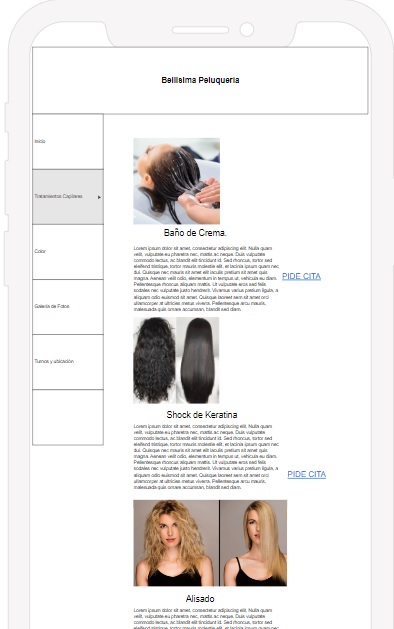 Bellisima Peluqueria
Inicio
Tratamientos Capilares
Color
Galeria de Fotos
Turnos y ubicación
Baño de Crema.
Lorem ipsum dolor sit amet, consectetur adipiscing elit. Nulla quam
velit, vulputate eu pharetra nec, mattis ac neque. Duis vulputate
commodo lectus, ac blandit elit tincidunt id. Sed rhoncus, tortor sed
eleifend tristique, tortor mauris molestie elit, et lacinia ipsum quam nec
dui. Quisque nec mauris sit amet elit iaculis pretium sit amet quis
magna. Aenean velit odio, elementum in tempus ut, vehicula eu diam.
Pellentesque rhoncus aliquam mattis. Ut vulputate eros sed felis
sodales nec vulputate justo hendrerit. Vivamus varius pretium ligula, a
aliquam odio euismod sit amet. Quisque laoreet sem sit amet orci
ullamcorper at ultricies metus viverra. Pellentesque arcu mauris,
malesuada quis ornare accumsan, blandit sed diam.
PIDE CITA
Shock de Keratina
Lorem ipsum dolor sit amet, consectetur adipiscing elit. Nulla quam
velit, vulputate eu pharetra nec, mattis ac neque. Duis vulputate
commodo lectus, ac blandit elit tincidunt id. Sed rhoncus, tortor sed
eleifend tristique, tortor mauris molestie elit, et lacinia ipsum quam nec
dui. Quisque nec mauris sit amet elit iaculis pretium sit amet quis
magna. Aenean velit odio, elementum in tempus ut, vehicula eu diam.
Pellentesque rhoncus aliquam mattis. Ut vulputate eros sed felis
sodales nec vulputate justo hendrerit. Vivamus varius pretium ligula, a
aliquam odio euismod sit amet. Quisque laoreet sem sit amet orci
ullamcorper at ultricies metus viverra. Pellentesque arcu mauris,
malesuada quis ornare accumsan, blandit sed diam.
PIDE CITA
Alisado
Lorem ipsum dolor sit amet, consectetur adipiscing elit. Nulla quam
velit, vulputate eu pharetra nec, mattis ac neque. Duis vulputate
commodo lectus, ac blandit elit tincidunt id. Sed rhoncus, tortor sed